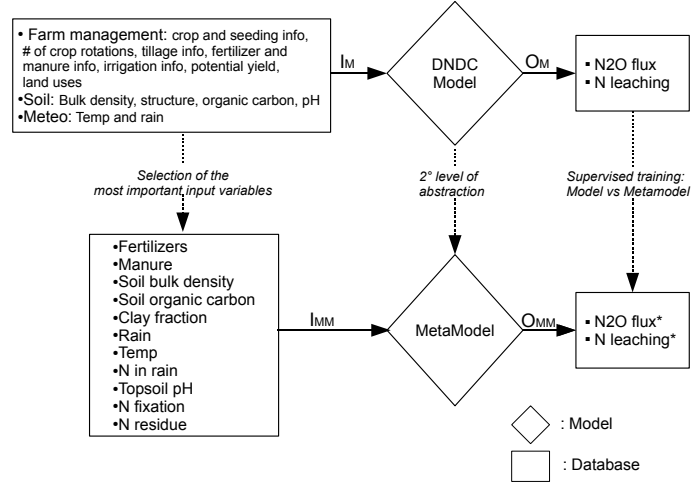 ▪ Farm management: crop and seeding info,
# of crop rotations, tillage info, fertilizer and
manure info, irrigation info, potential yield,
land uses
•Soil: Bulk density, structure, organic carbon, pH
•Meteo: Temp and rain
IM
DNDC
Model
OM
▪ N2O flux
▪ N leaching
Selection of the
most important input variables
2° level of
abstraction
Supervised training:
Model vs Metamodel
•Fertilizers
•Manure
•Soil bulk density
•Soil organic carbon
•Clay fraction
•Rain
•Temp
•N in rain
•Topsoil pH
•N fixation
•N residue
IMM
MetaModel
OMM
▪ N2O flux*
▪ N leaching*
: Model
: Database